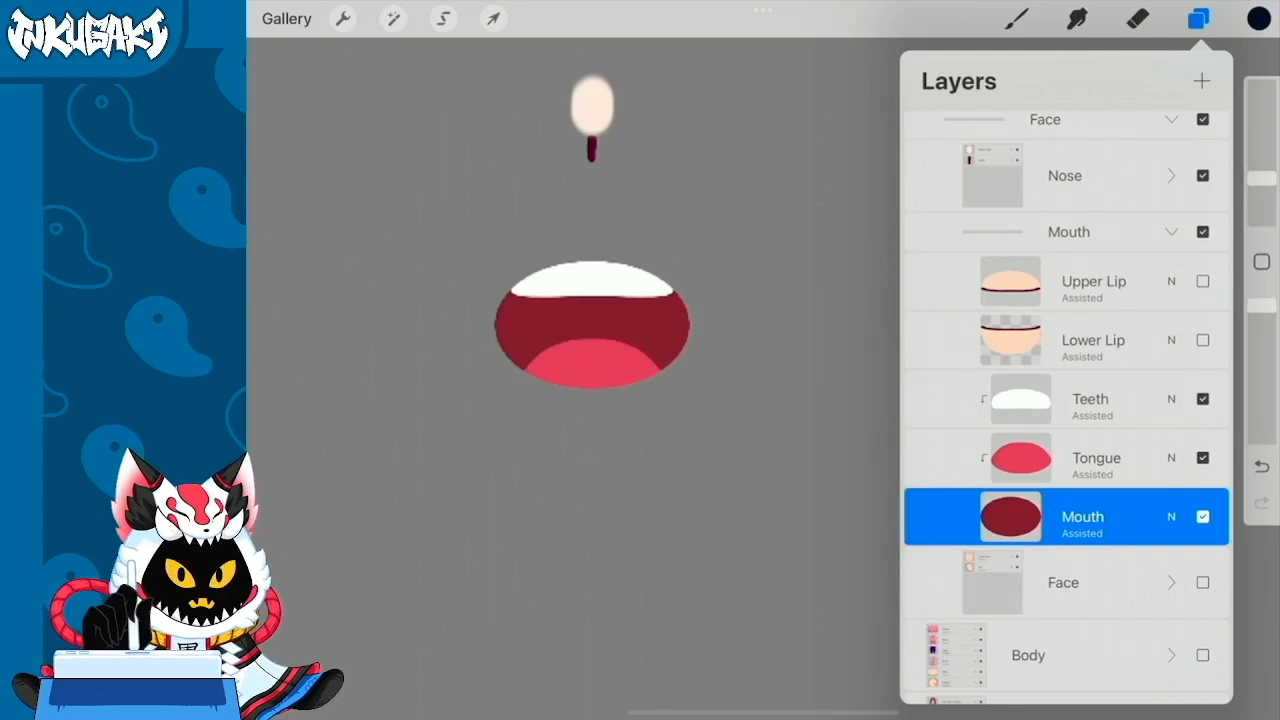 INKUGAKI
Gallery
Layers
Face
Nose
Mouth
Upper Lip N
Assisted
Lower Lip N
Assisted
Teeth N
Assisted
Tongue N
Assisted
Mouth N
Assisted
Face
Body